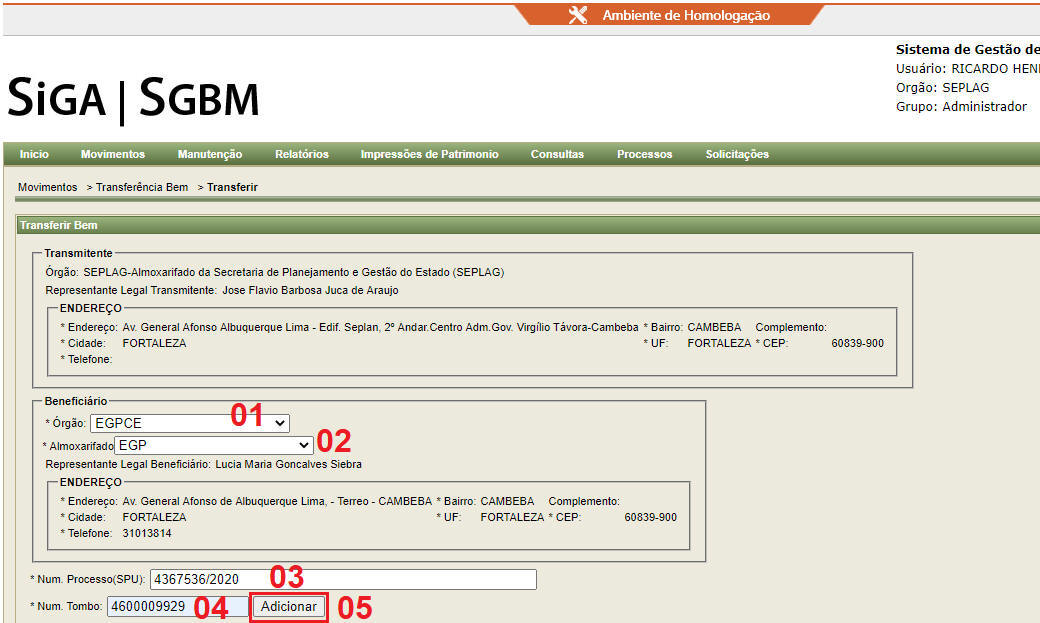 Ambiente de Homologação
Sistema de Gestão de
Usuário: RICARDO HENI
Orgão: SEPLAG
Grupo: Administrador
SIGA | SGBM
Inicio Movimentos Manutenção Relatórios Impressões de Patrimonio Consultas Processos Solicitações
Movimentos > Transferência Bem > Transferir
Transferir Bem
Transmitente
Órgão: SEPLAG-Almoxarifado da Secretaria de Planejamento e Gestão do Estado (SEPLAG)
Representante Legal Transmitente: Jose Flavio Barbosa Juca de Araujo
ENDEREÇO
* Endereço: Av. General Afonso Albuquerque Lima - Edif. Seplan, 2º Andar.Centro Adm.Gov. Virgílio Távora-Cambeba * Bairro: CAMBEBA Complemento:
* Cidade: FORTALEZA * UF: FORTALEZA * CEP: 60839-900
* Telefone:
Beneficiário
* Órgão: EGPCE 01
* Almoxarifado EGP 02
Representante Legal Beneficiário: Lucia Maria Goncalves Siebra
ENDEREÇO
* Endereço: Av. General Afonso de Albuquerque Lima, - Terreo - CAMBEBA * Bairro: CAMBEBA Complemento:
* Cidade: FORTALEZA * UF: FORTALEZA * CEP: 60839-900
* Telefone: 31013814
* Num. Processo(SPU): 4367536/2020 03
* Num. Tombo: 4600009929 04 Adicionar 05